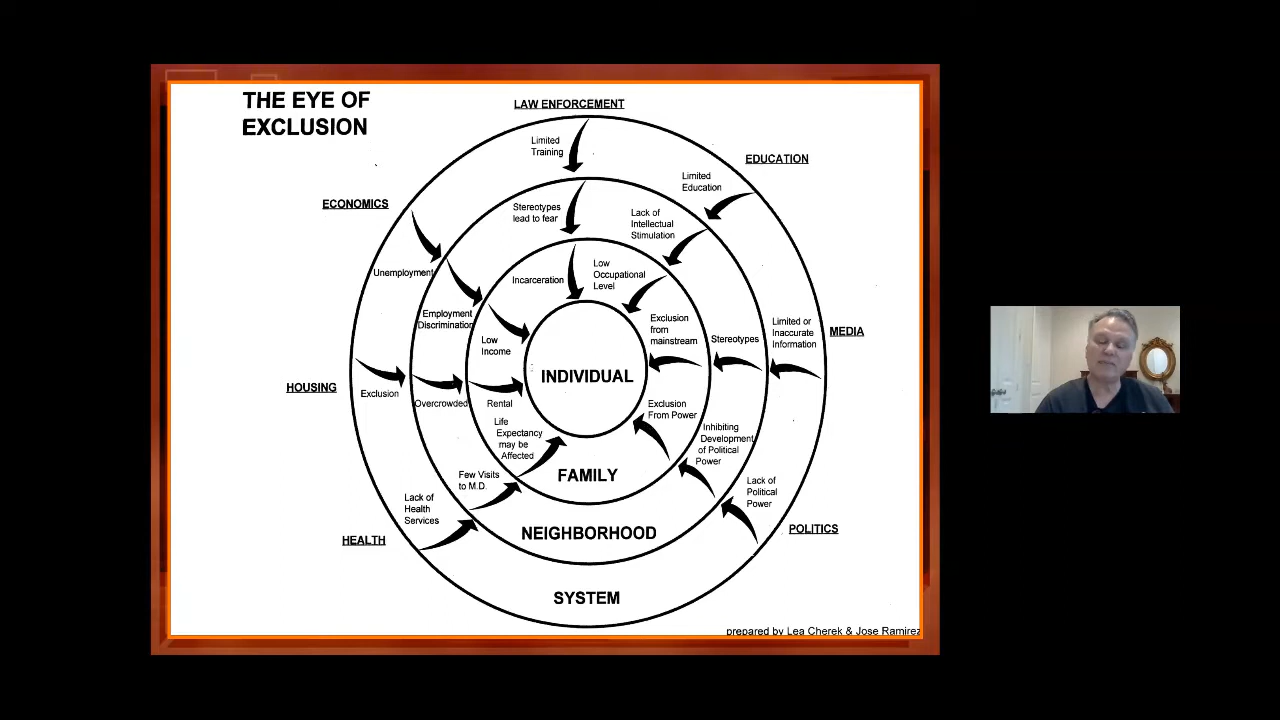 THE EYE OF
EXCLUSION
LAW ENFORCEMENT
Limited
Training
EDUCATION
Limited
Education
ECONOMICS
Stereotypes
lead to fear
Lack of
Intellectual
Stimulation
Unemployment
Incarceration
Low
Occupational
Level
Employment
Discrimination
Low
Income
Exclusion
from
mainstream
Stereotypes
Limited or
Inaccurate
Information
MEDIA
INDIVIDUAL
HOUSING
Exclusion
Overcrowded
Rental
Exclusion
From Power
Life
Expectancy
may be
Affected
Inhibiting
Development
of Political
Power
Few Visits
to M.D.
FAMILY
Lack of
Political
Power
Lack of
Health
Services
HEALTH
NEIGHBORHOOD
POLITICS
SYSTEM
prepared by Lea Cherek & Jose Ramirez